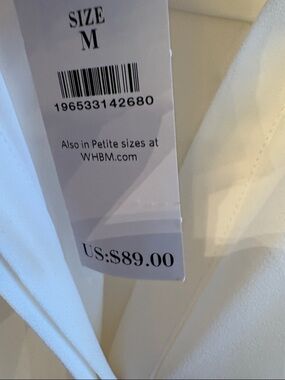 SIZE
M
196533142680
Also in Petite sizes at
WHBM.com
US:$89.00